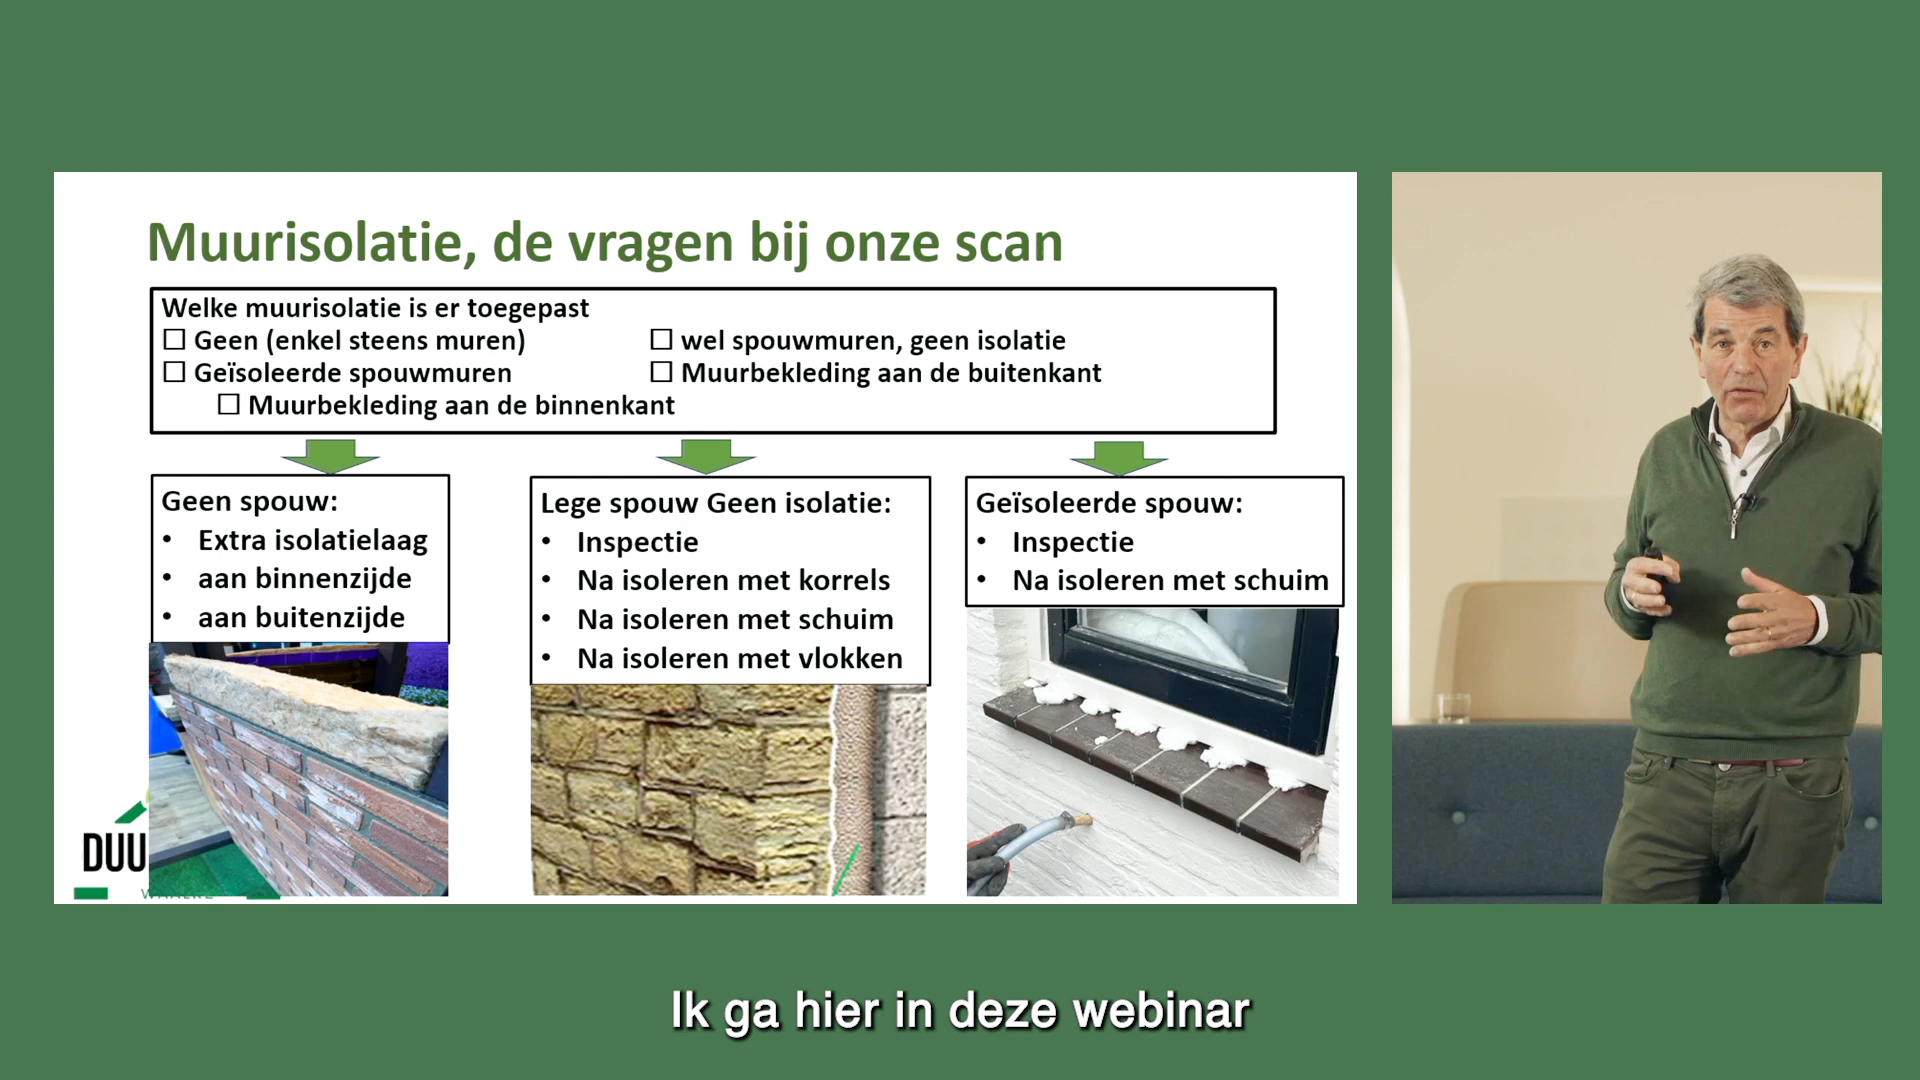 Muurisolatie, de vragen bij onze scan
Welke muurisolatie is er toegepast
☐ Geen (enkel steens muren)
☐ wel spouwmuren, geen isolatie
☐ Geïsoleerde spouwmuren
☐ Muurbekleding aan de buitenkant
☐ Muurbekleding aan de binnenkant
Geen spouw:
• Extra isolatielaag
• aan binnenzijde
• aan buitenzijde
Lege spouw Geen isolatie:
• Inspectie
• Na isoleren met korrels
• Na isoleren met schuim
• Na isoleren met vlokken
Geïsoleerde spouw:
• Inspectie
• Na isoleren met schuim
DUU
Ik ga hier in deze webinar